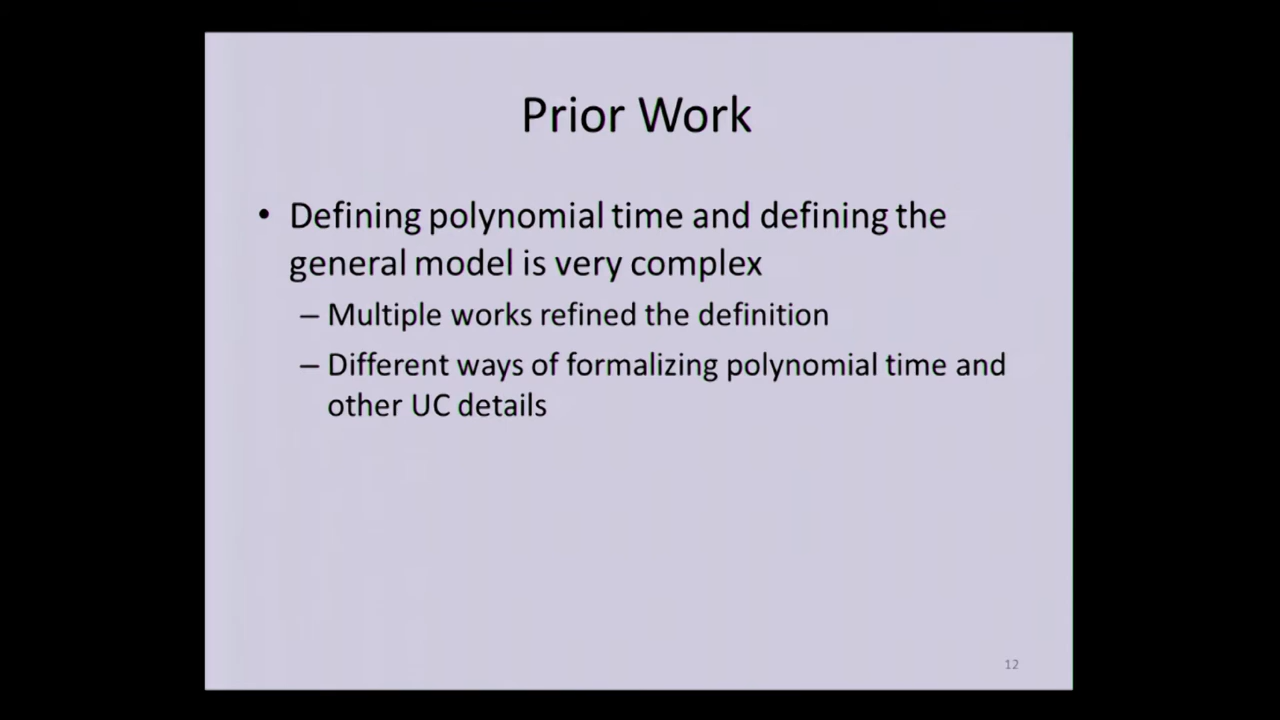 Prior Work
• Defining polynomial time and defining the
general model is very complex
– Multiple works refined the definition
– Different ways of formalizing polynomial time and
other UC details
12